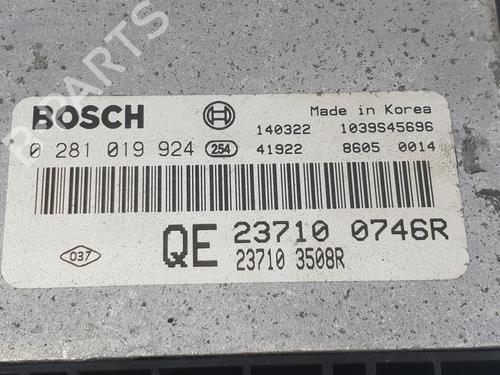 B-PARTS
BOSCH
Made in Korea
140322 1039S45696
0 281 019 924 254 41922 8605 0014
037
QE 23710 0746R
23710 3508R